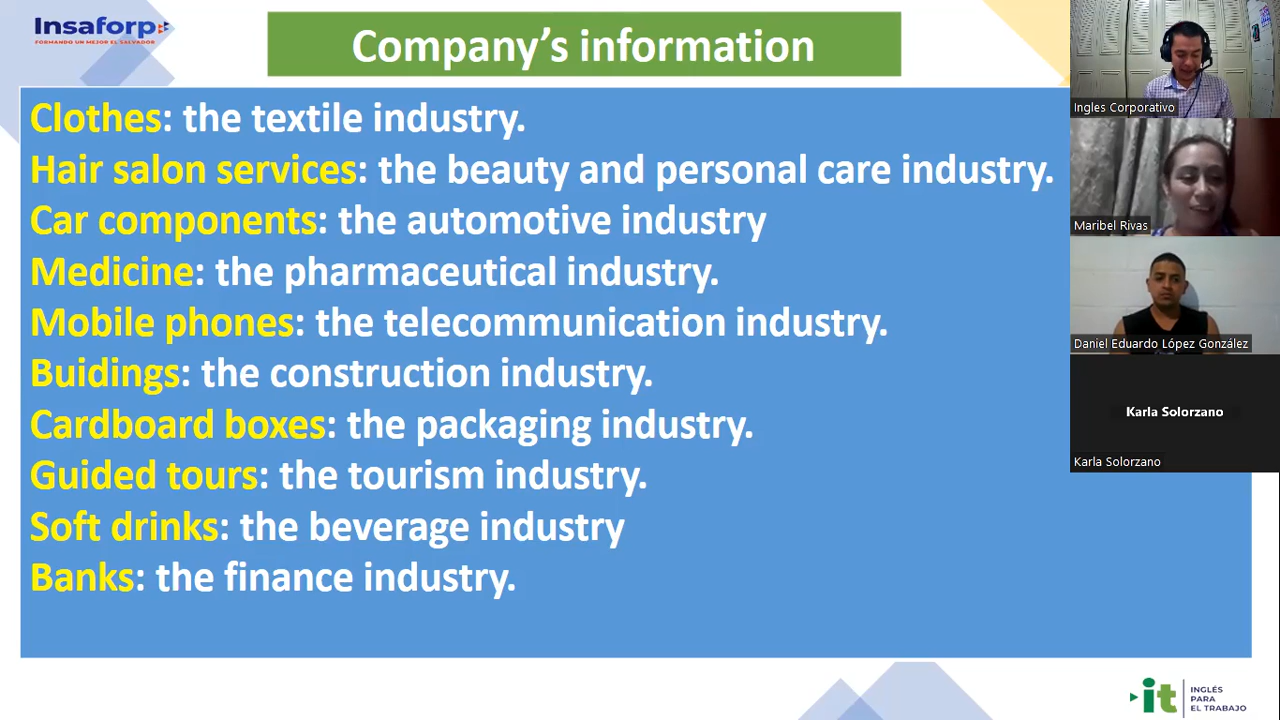 Insaforp
FORMANDO UN MEJOR EL SALVADOR
Company's information
Clothes: the textile industry.
Hair salon services: the beauty and personal care industry.
Car components: the automotive industry
Medicine: the pharmaceutical industry.
Mobile phones: the telecommunication industry.
Buidings: the construction industry.
Cardboard boxes: the packaging industry.
Guided tours: the tourism industry.
Soft drinks: the beverage industry
Banks: the finance industry.
Ingles Corporativo
Maribel Rivas
Daniel Eduardo López González
Karla Solorzano
Karla Solorzano
it
INGLÉS
PARA
EL TRABAJO